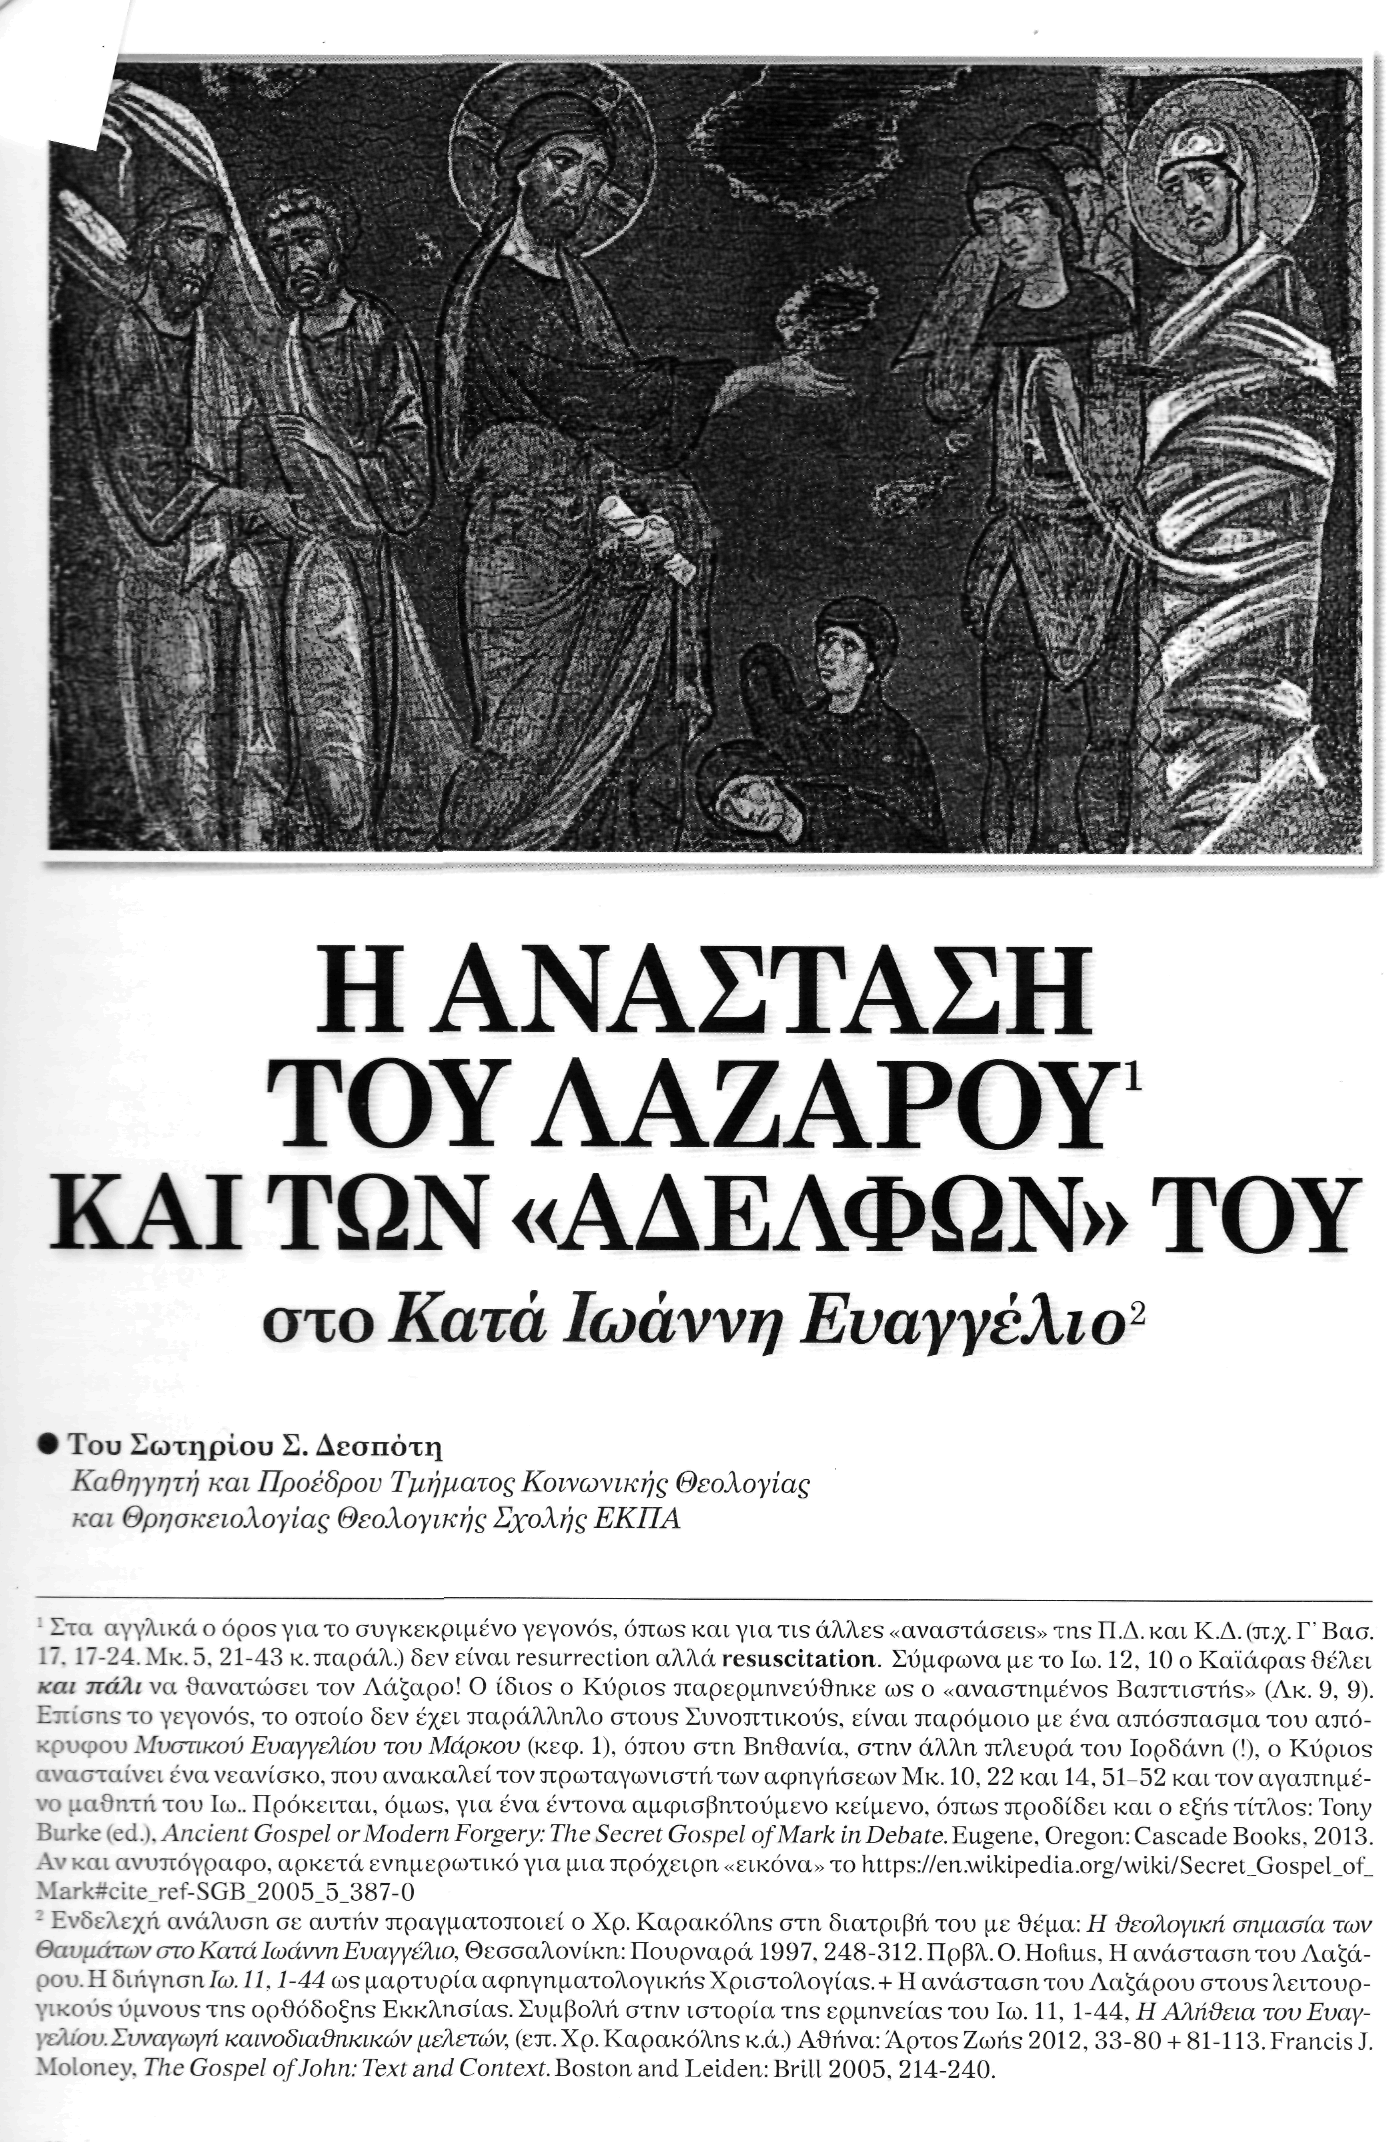 Η ΑΝΑΣΤΑΣΗ
ΤΟΥ ΛΑΖΑΡΟΥ¹
ΚΑΙ ΤΩΝ «ΑΔΕΛΦΩΝ» ΤΟΥ
στο Κατά Ιωάννη Ευαγγέλιο²
● Του Σωτηρίου Σ. Δεσπότη
Καθηγητή και Προέδρου Τμήματος Κοινωνικής Θεολογίας
και Θρησκειολογίας Θεολογικής Σχολής ΕΚΠΑ
¹ Στα αγγλικά ο όρος για το συγκεκριμένο γεγονός, όπως και για τις άλλες «αναστάσεις» της Π.Δ. και Κ.Δ. (π.χ. Γ' Βασ.
17, 17-24. Μκ. 5, 21-43 κ. παράλ.) δεν είναι resurrection αλλά resuscitation. Σύμφωνα με το Ιω. 12, 10 ο Καϊάφας θέλει
και πάλι να θανατώσει τον Λάζαρο! Ο ίδιος ο Κύριος παρερμηνεύθηκε ως ο «αναστημένος Βαπτιστής» (Λκ. 9, 9).
Επίσης το γεγονός, το οποίο δεν έχει παράλληλο στους Συνοπτικούς, είναι παρόμοιο με ένα απόσπασμα του από-
κρυφου Μυστικού Ευαγγελίου του Μάρκου (κεφ. 1), όπου στη Βηθανία, στην άλλη πλευρά του Ιορδάνη (!), ο Κύριος
ανασταίνει ένα νεανίσκο, που ανακαλεί τον πρωταγωνιστή των αφηγήσεων Μκ. 10, 22 και 14, 51-52 και τον αγαπημέ-
νο μαθητή του Ιω.. Πρόκειται, όμως, για ένα έντονα αμφισβητούμενο κείμενο, όπως προδίδει και ο εξής τίτλος: Tony
Burke (ed.), Ancient Gospel or Modern Forgery: The Secret Gospel of Mark in Debate. Eugene, Oregon: Cascade Books, 2013.
Αν και ανυπόγραφο, αρκετά ενημερωτικό για μια πρόχειρη «εικόνα» το https://en.wikipedia.org/wiki/Secret_Gospel_of_
Mark#cite_ref-SGB_2005_5_387-0
² Ενδελεχή ανάλυση σε αυτήν πραγματοποιεί ο Χρ. Καρακόλης στη διατριβή του με θέμα: Η θεολογική σημασία των
Θαυμάτων στο Κατά Ιωάννη Ευαγγέλιο, Θεσσαλονίκη: Πουρναρά 1997, 248-312. Πρβλ. O. Hofius, Η ανάσταση του Λαζά-
ρου. Η διήγηση Ιω. 11, 1-44 ως μαρτυρία αφηγηματολογικής Χριστολογίας. + Η ανάσταση του Λαζάρου στους λειτουρ-
γικούς ύμνους της ορθόδοξης Εκκλησίας. Συμβολή στην ιστορία της ερμηνείας του Ιω. 11, 1-44, Η Αλήθεια του Ευαγ-
γελίου. Συναγωγή καινοδιαθηκικών μελετών, (επ. Χρ. Καρακόλης κ.ά.) Αθήνα: Άρτος Ζωής 2012, 33-80 + 81-113. Francis J.
Moloney, The Gospel of John: Text and Context. Boston and Leiden: Brill 2005, 214-240.